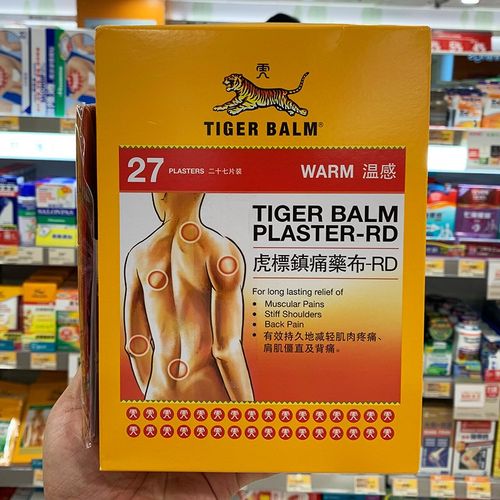 TIGER BALM®
27 PLASTERS 二十七片装
WARM 温感
TIGER BALM
PLASTER-RD
虎標鎮痛藥布-RD
For long lasting relief of
• Muscular Pains
• Stiff Shoulders
• Back Pain
• 有效持久地减轻肌肉疼痛、
肩肌僵直及背痛。
SALONPAS